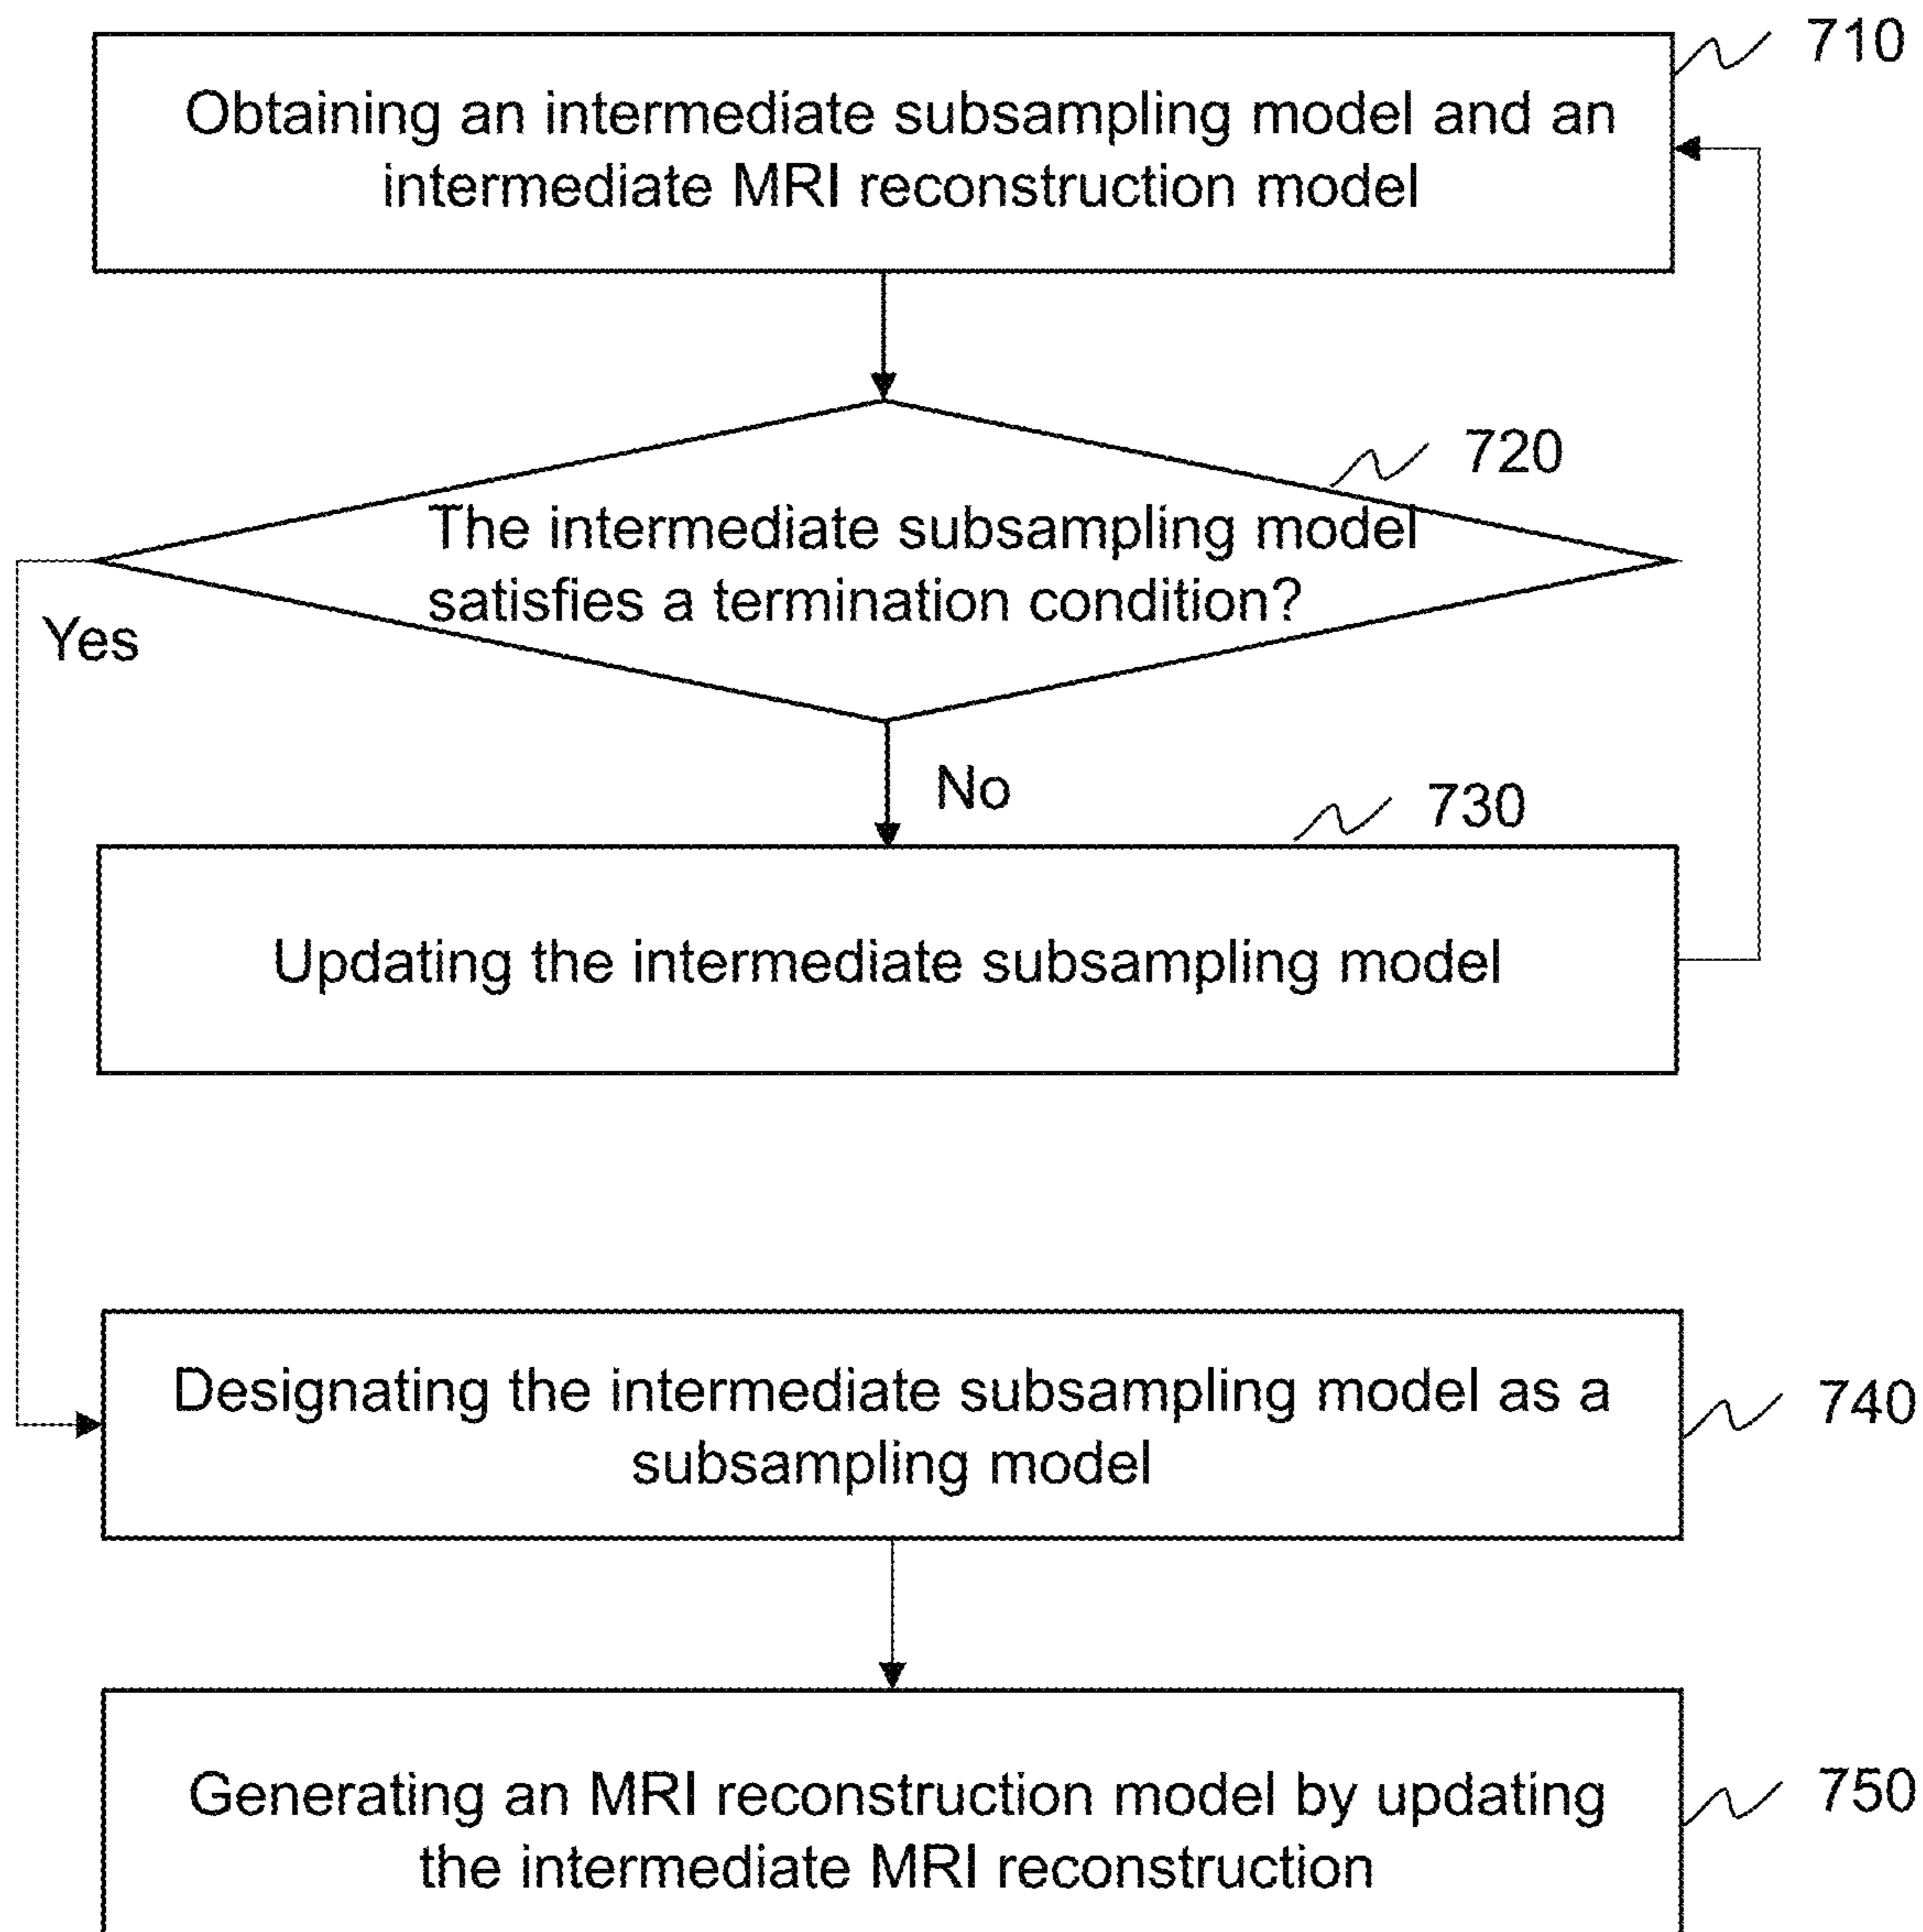 710
Obtaining an intermediate subsampling model and an
intermediate MRI reconstruction model
720
The intermediate subsampling model
satisfies a termination condition?
Yes
No
730
Updating the intermediate subsampling model
Designating the intermediate subsampling model as a
subsampling model
740
Generating an MRI reconstruction model by updating
the intermediate MRI reconstruction
750